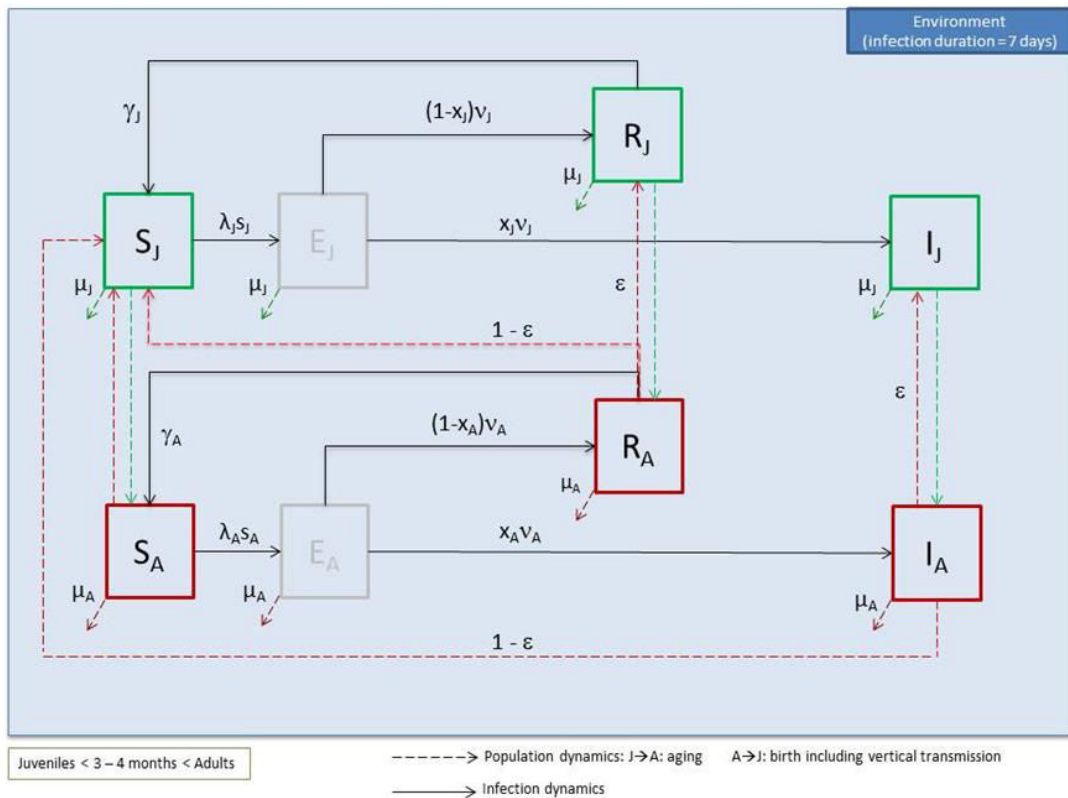 Environment
(infection duration = 7 days)
γJ
(1-xJ)νJ
RJ
μJ
SJ
λJsJ
EJ
xJνJ
IJ
μJ
μJ
μJ
ε
1 - ε
ε
γA
(1-xA)νA
RA
μA
SA
λAsA
EA
xAνA
IA
μA
μA
μA
1 - ε
Juveniles < 3 – 4 months < Adults
Population dynamics: J→A: aging A→J: birth including vertical transmission
Infection dynamics